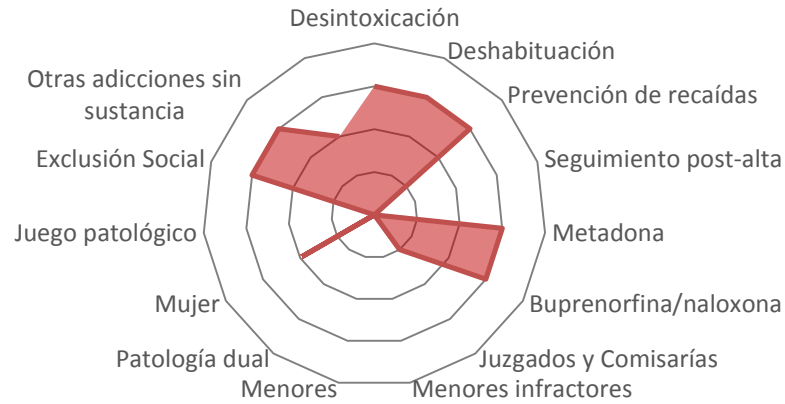 Desintoxicación
Deshabituación
Prevención de recaídas
Seguimiento post-alta
Metadona
Buprenorfina/naloxona
Juzgados y Comisarías
Menores infractores
Menores
Patología dual
Mujer
Juego patológico
Exclusión Social
Otras adicciones sin
sustancia